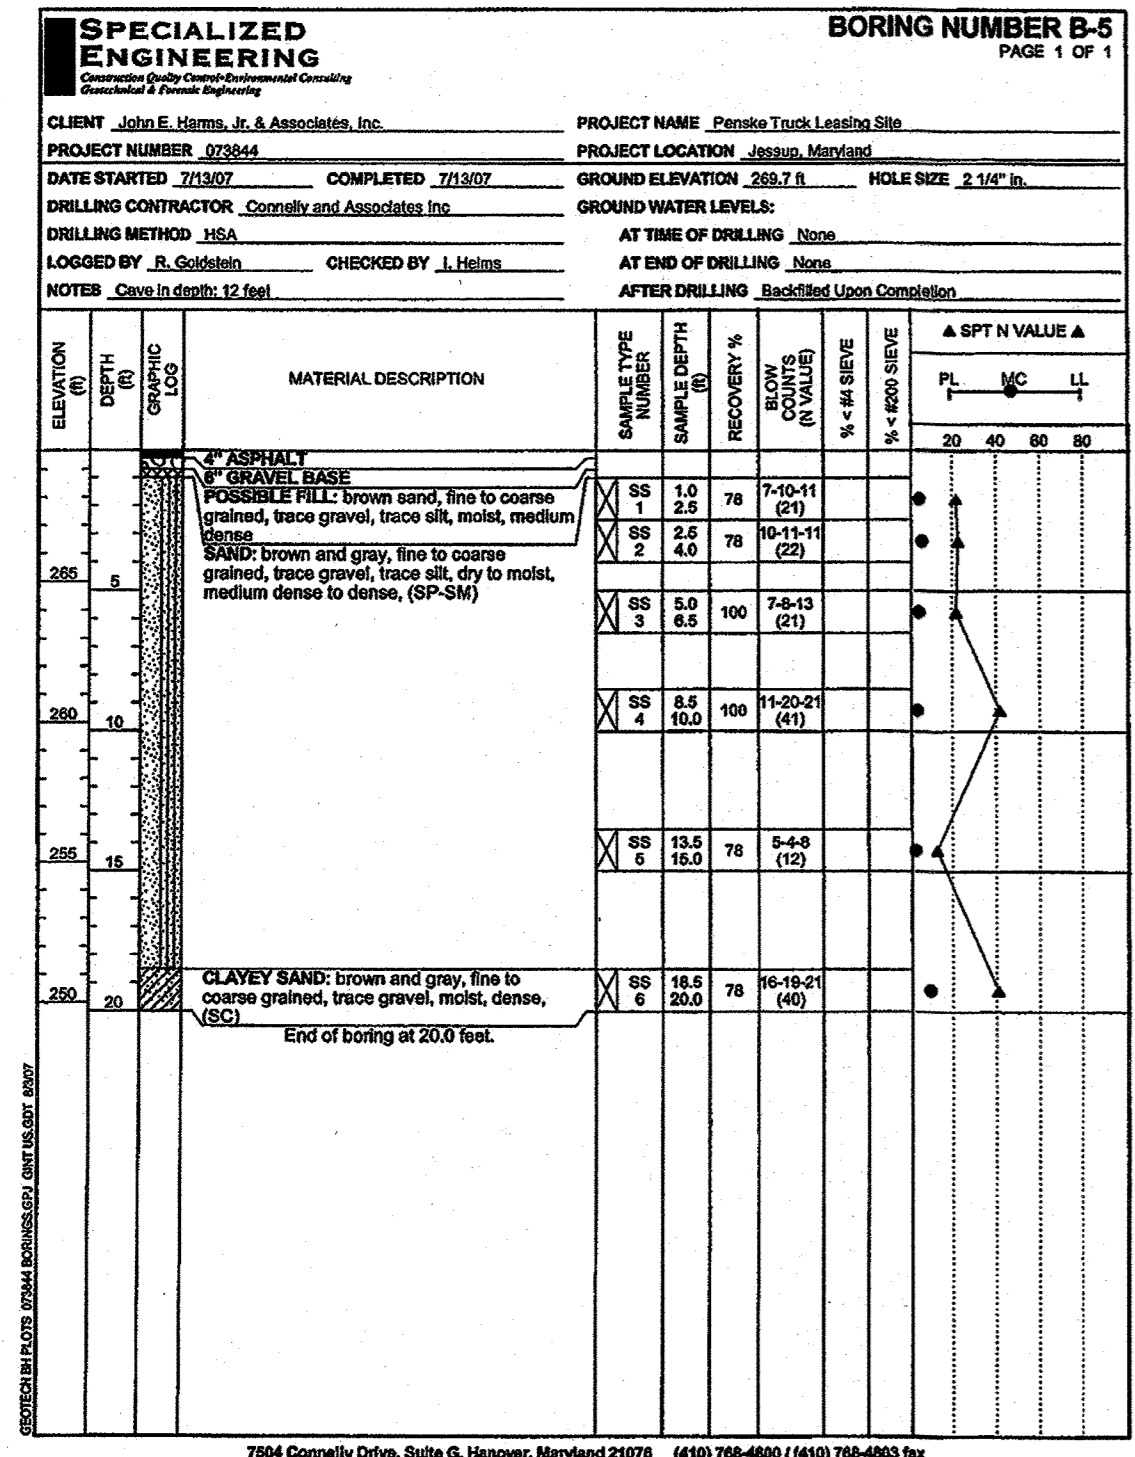 SPECIALIZED
ENGINEERING
Construction Quality Control•Environmental Consulting
Geotechnical & Forensic Engineering
BORING NUMBER B-5
PAGE 1 OF 1
CLIENT John E. Harms, Jr. & Associates, Inc.
PROJECT NAME Penske Truck Leasing Site
PROJECT NUMBER 073844
PROJECT LOCATION Jessup, Maryland
DATE STARTED 7/13/07 COMPLETED 7/13/07
GROUND ELEVATION 269.7 ft HOLE SIZE 2 1/4" in.
DRILLING CONTRACTOR Connelly and Associates Inc
GROUND WATER LEVELS:
DRILLING METHOD HSA
AT TIME OF DRILLING None
LOGGED BY R. Goldstein CHECKED BY I. Helms
AT END OF DRILLING None
NOTES Cave in depth: 12 feet
AFTER DRILLING Backfilled Upon Completion
ELEVATION (ft)
DEPTH (ft)
GRAPHIC LOG
MATERIAL DESCRIPTION
SAMPLE TYPE NUMBER
SAMPLE DEPTH (ft)
RECOVERY %
BLOW COUNTS (N VALUE)
% < #4 SIEVE
% < #200 SIEVE
▲ SPT N VALUE ▲
PL MC LL
20 40 60 80
4" ASPHALT
6" GRAVEL BASE
POSSIBLE FILL: brown sand, fine to coarse
grained, trace gravel, trace silt, moist, medium
dense
SAND: brown and gray, fine to coarse
grained, trace gravel, trace silt, dry to moist,
medium dense to dense, (SP-SM)
CLAYEY SAND: brown and gray, fine to
coarse grained, trace gravel, moist, dense,
(SC)
End of boring at 20.0 feet.
265
5
260
10
255
15
250
20
SS 1.0 78 7-10-11
1 2.5 (21)
SS 2.5 78 10-11-11
2 4.0 (22)
SS 5.0 100 7-8-13
3 6.5 (21)
SS 8.5 100 11-20-21
4 10.0 (41)
SS 13.5 78 5-4-8
5 15.0 (12)
SS 18.5 78 16-19-21
6 20.0 (40)
GEOTECH BH PLOTS 073844 BORINGS.GPJ GINT US.GDT 8/3/07
7504 Connelly Drive, Suite G, Hanover, Maryland 21076 (410) 768-4800 / (410) 768-4803 fax